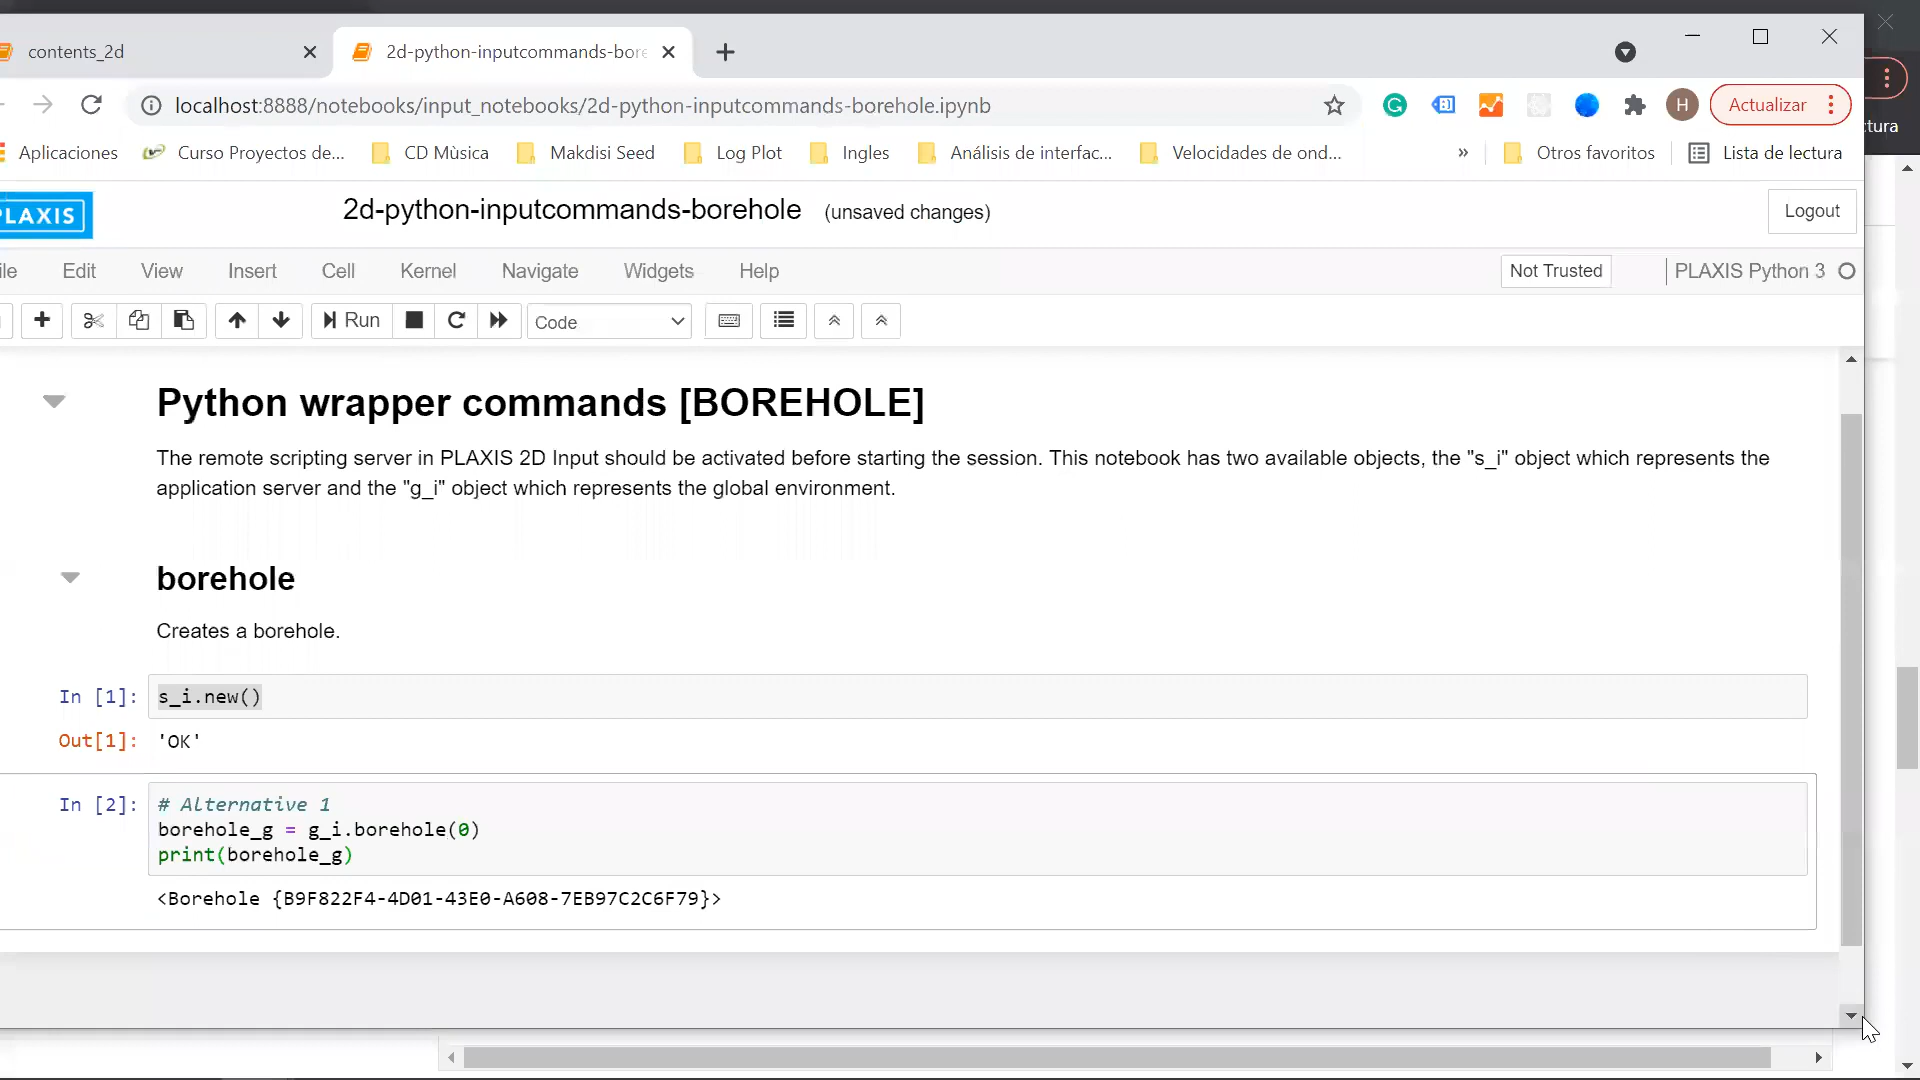 contents_2d
2d-python-inputcommands-bore
localhost:8888/notebooks/input_notebooks/2d-python-inputcommands-borehole.ipynb
H
Actualizar
tura
Aplicaciones
Curso Proyectos de...
CD Mùsica
Makdisi Seed
Log Plot
Ingles
Análisis de interfac...
Velocidades de ond...
»
Otros favoritos
Lista de lectura
PLAXIS
2d-python-inputcommands-borehole (unsaved changes)
Logout
ile
Edit
View
Insert
Cell
Kernel
Navigate
Widgets
Help
Not Trusted
PLAXIS Python 3
Run
Code
Python wrapper commands [BOREHOLE]
The remote scripting server in PLAXIS 2D Input should be activated before starting the session. This notebook has two available objects, the "s_i" object which represents the
application server and the "g_i" object which represents the global environment.
borehole
Creates a borehole.
In [1]: s_i.new()
Out[1]: 'OK'
In [2]: # Alternative 1
borehole_g = g_i.borehole(0)
print(borehole_g)
<Borehole {B9F822F4-4D01-43E0-A608-7EB97C2C6F79}>